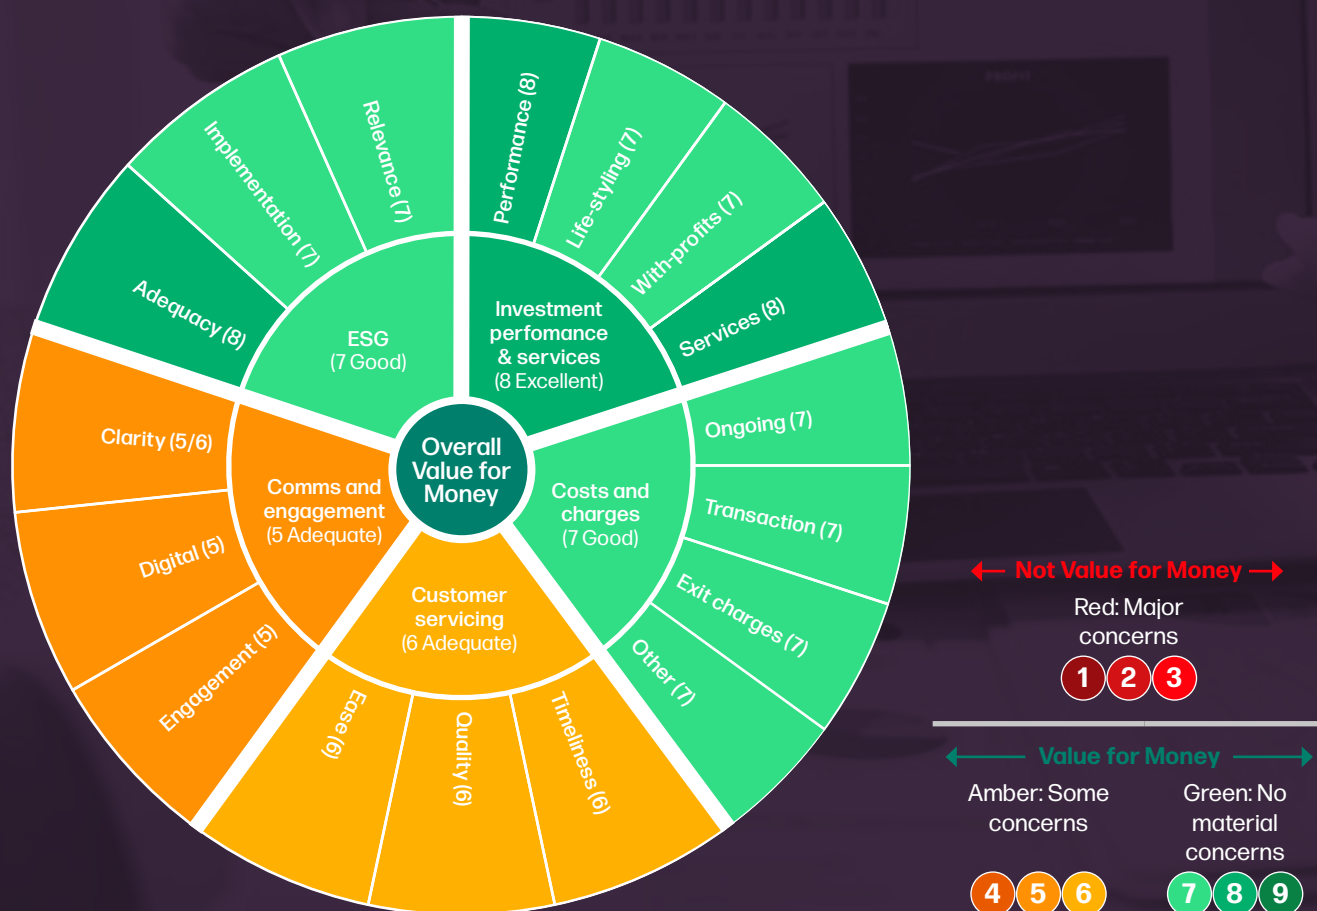 Relevance (7)
Implementation (7)
Adequacy (8)
ESG
(7 Good)
Performance (8)
Life-styling (7)
With-profits (7)
Services (8)
Investment
perfomance
& services
(8 Excellent)
Overall
Value for
Money
Ongoing (7)
Transaction (7)
Exit charges (7)
Other (7)
Costs and
charges
(7 Good)
Timeliness (6)
Quality (6)
Ease (6)
Customer
servicing
(6 Adequate)
Engagement (5)
Digital (5)
Clarity (5/6)
Comms and
engagement
(5 Adequate)
Not Value for Money
Red: Major
concerns
1 2 3
Value for Money
Amber: Some
concerns
4 5 6
Green: No
material
concerns
7 8 9